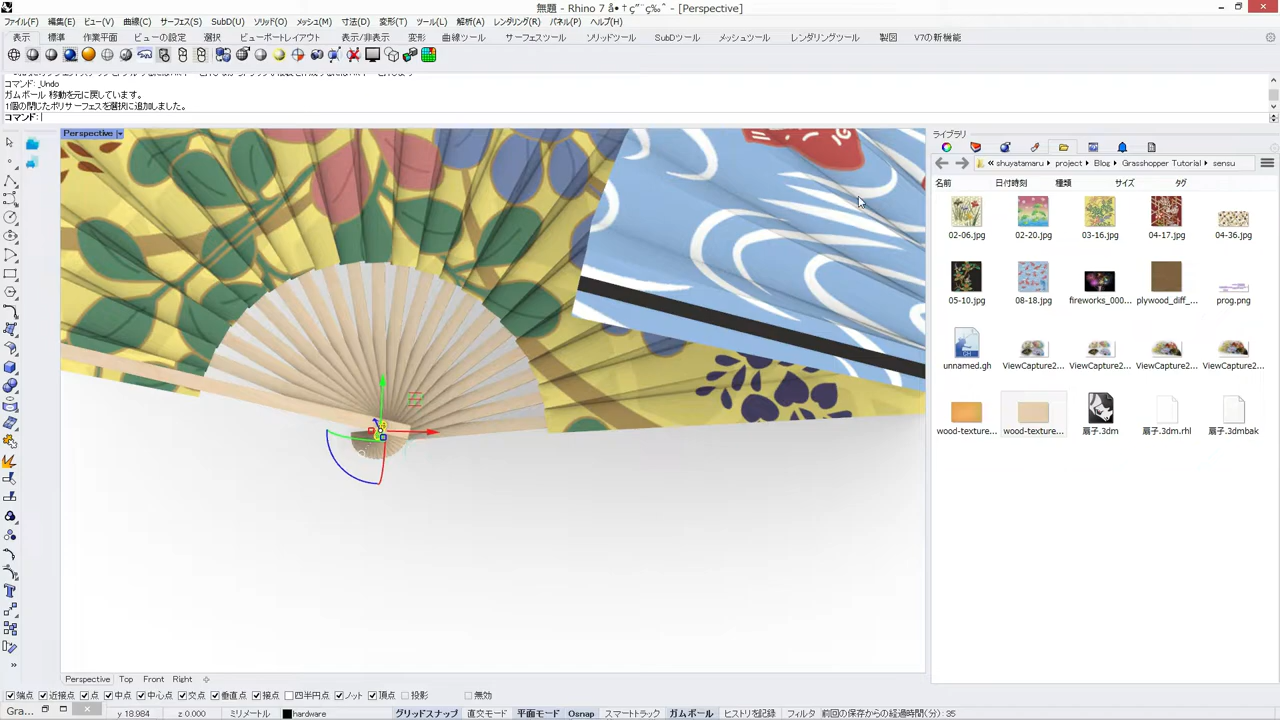 無題 - Rhino 7 å•†ç”¨ç‰ˆ - [Perspective]
ファイル(F) 編集(E) ビュー(V) 曲線(C) サーフェス(S) SubD(U) ソリッド(O) メッシュ(M) 寸法(D) 変形(T) ツール(L) 解析(A) レンダリング(R) パネル(P) ヘルプ(H)
表示 標準 作業平面 ビューの設定 選択 ビューポートレイアウト 表示/非表示 変形 曲線ツール サーフェスツール ソリッドツール SubDツール メッシュツール レンダリングツール 製図 V7の新機能
コマンド: _Undo
ガムボール 移動を元に戻しています。
1個の閉じたポリサーフェスを選択に追加しました。
コマンド:
Perspective
ライブラリ
« shuyatamaru › project › Blog › Grasshopper Tutorial › sensu
名前 日付時刻 種類 サイズ タグ
02-06.jpg 02-20.jpg 03-16.jpg 04-17.jpg 04-36.jpg
05-10.jpg 08-18.jpg fireworks_000... plywood_diff_... prog.png
unnamed.gh ViewCapture2... ViewCapture2... ViewCapture2... ViewCapture2...
wood-texture... wood-texture... 扇子.3dm 扇子.3dm.rhl 扇子.3dmbak
Perspective Top Front Right
端点 近接点 点 中点 中心点 交点 垂直点 接点 四半円点 ノット 頂点 投影 無効
Gra... y 18.984 z 0.000 ミリメートル hardware グリッドスナップ 直交モード 平面モード Osnap スマートトラック ガムボール ヒストリを記録 フィルタ 前回の保存からの経過時間(分): 35